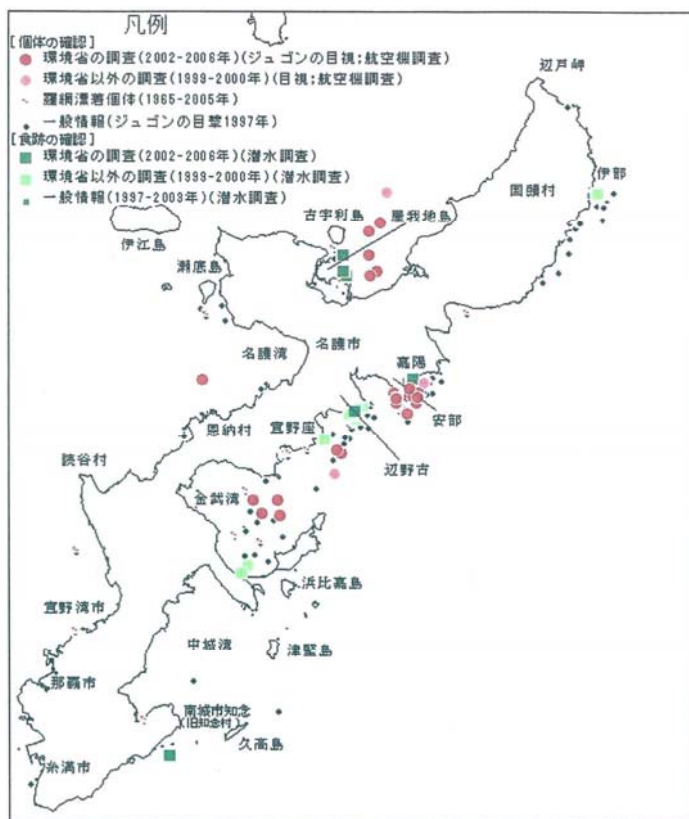 凡例
[個体の確認]
環境省の調査(2002-2006年)(ジュゴンの目視;航空機調査)
環境省以外の調査(1999-2000年)(目視;航空機調査)
羅網漂着個体(1965-2005年)
一般情報(ジュゴンの目撃1997年)
[食跡の確認]
環境省の調査(2002-2006年)(潜水調査)
環境省以外の調査(1999-2000年)(潜水調査)
一般情報(1997-2003年)(潜水調査)
辺戸岬
伊部
国頭村
古宇利島
屋我地島
伊江島
瀬底島
名護湾
名護市
嘉陽
安部
恩納村
宜野座
辺野古
読谷村
金武湾
浜比嘉島
宜野湾市
中城湾
津堅島
那覇市
南城市知念
(旧知念村)
久高島
糸満市